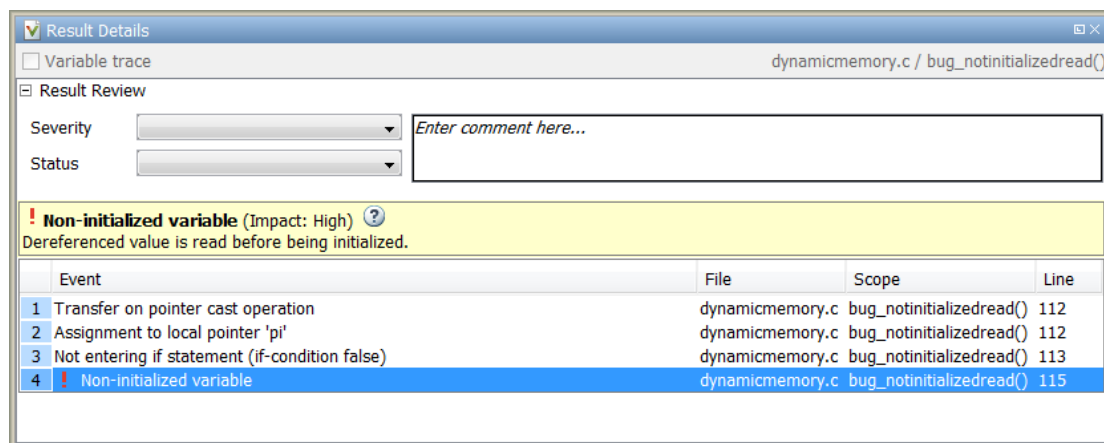 Result Details
Variable trace dynamicmemory.c / bug_notinitializedread()
Result Review
Severity Enter comment here...
Status
! Non-initialized variable (Impact: High) ?
Dereferenced value is read before being initialized.
Event File Scope Line
1 Transfer on pointer cast operation dynamicmemory.c bug_notinitializedread() 112
2 Assignment to local pointer 'pi' dynamicmemory.c bug_notinitializedread() 112
3 Not entering if statement (if-condition false) dynamicmemory.c bug_notinitializedread() 113
4 ! Non-initialized variable dynamicmemory.c bug_notinitializedread() 115